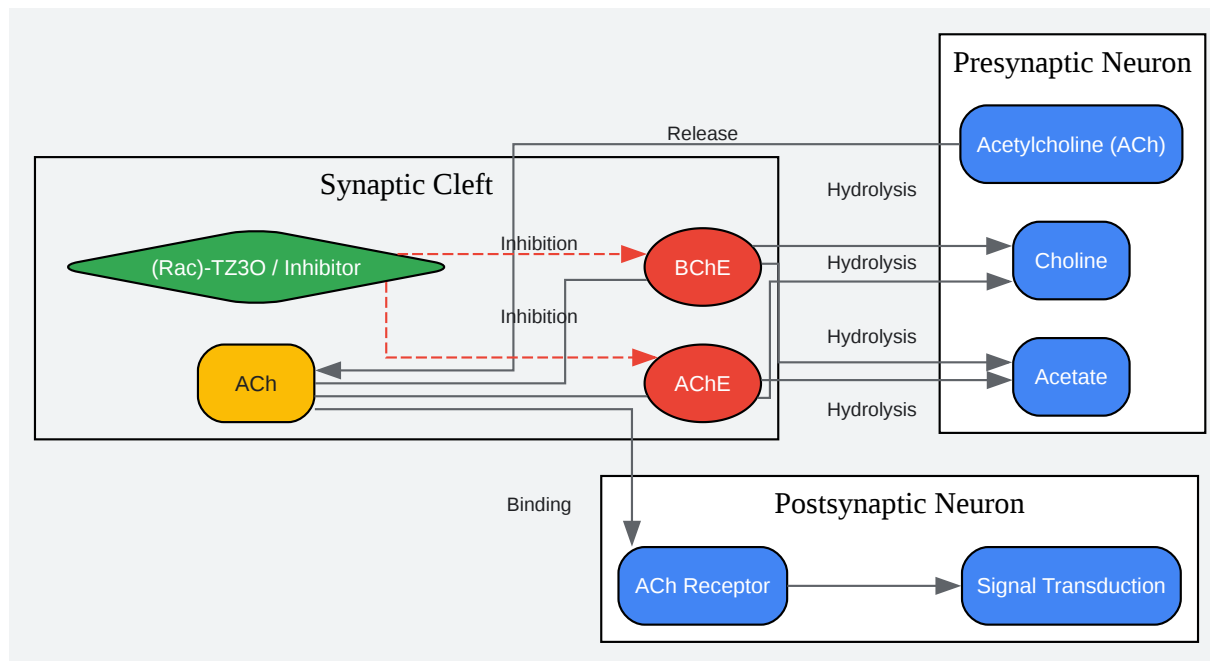 Presynaptic Neuron
Acetylcholine (ACh)
Release
Synaptic Cleft
Hydrolysis
Inhibition
(Rac)-TZ3O / Inhibitor
BChE
Hydrolysis
Choline
Inhibition
Hydrolysis
ACh
AChE
Acetate
Hydrolysis
Binding
Postsynaptic Neuron
ACh Receptor
Signal Transduction